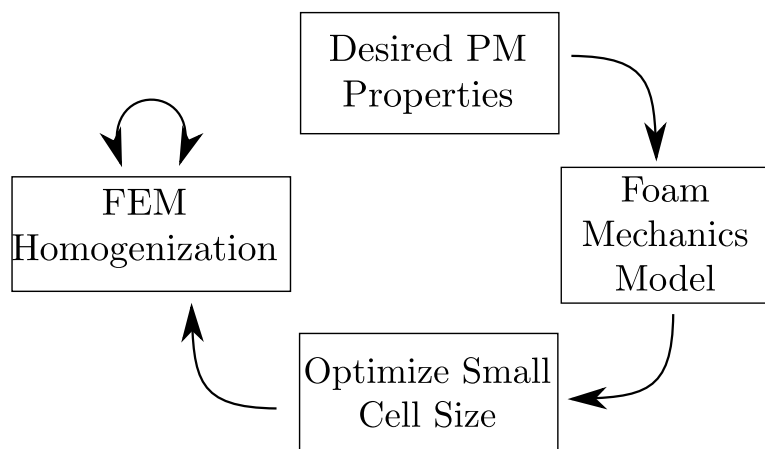 Desired PM
Properties
Foam
Mechanics
Model
Optimize Small
Cell Size
FEM
Homogenization